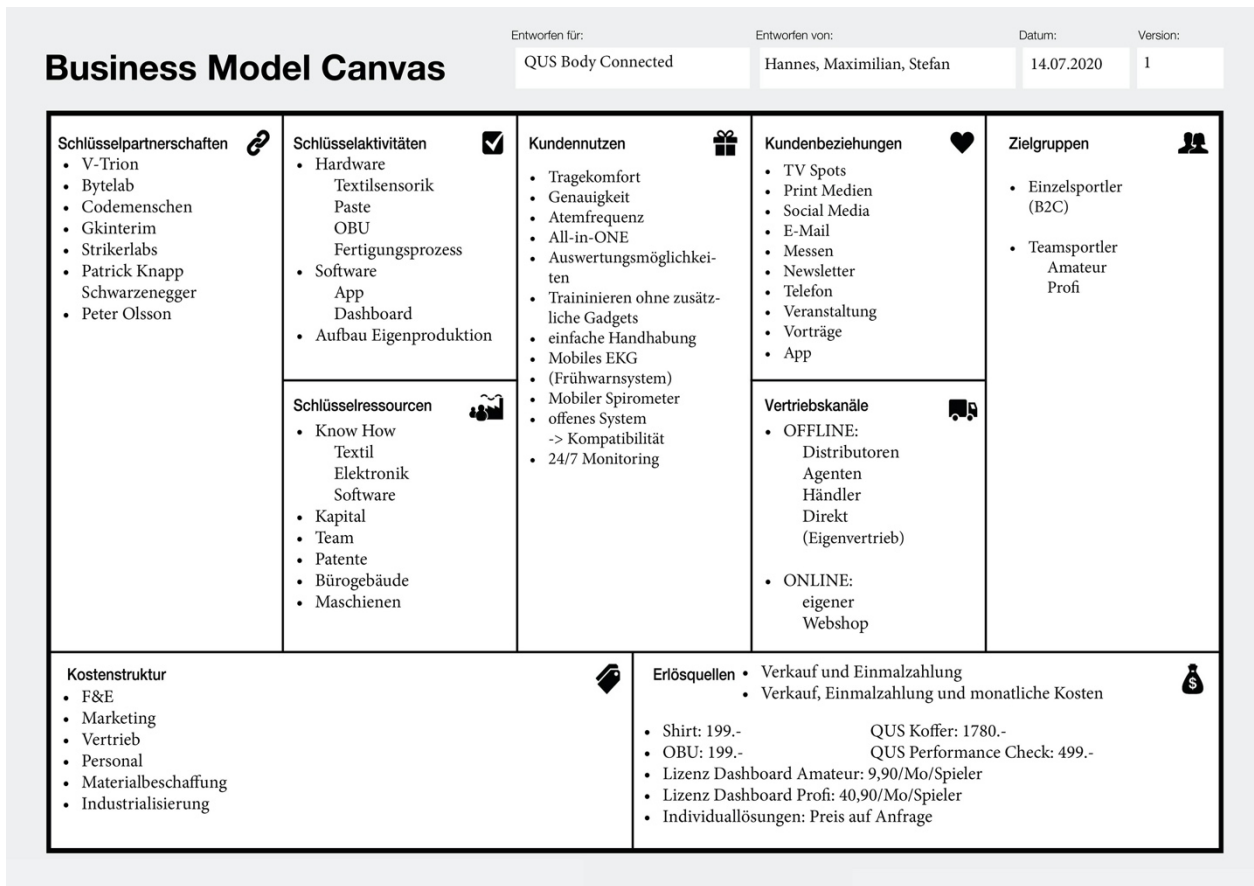 Business Model Canvas
Entworfen für:
QUS Body Connected
Entworfen von:
Hannes, Maximilian, Stefan
Datum:
14.07.2020
Version:
1
Schlüsselpartnerschaften
• V-Trion
• Bytelab
• Codemenschen
• Gkinterim
• Strikerlabs
• Patrick Knapp
Schwarzenegger
• Peter Olsson
Schlüsselaktivitäten
• Hardware
Textilsensorik
Paste
OBU
Fertigungsprozess
• Software
App
Dashboard
• Aufbau Eigenproduktion
Schlüsselressourcen
• Know How
Textil
Elektronik
Software
• Kapital
• Team
• Patente
• Bürogebäude
• Maschienen
Kundennutzen
• Tragekomfort
• Genauigkeit
• Atemfrequenz
• All-in-ONE
• Auswertungsmöglichkei-
ten
• Traininieren ohne zusätz-
liche Gadgets
• einfache Handhabung
• Mobiles EKG
• (Frühwarnsystem)
• Mobiler Spirometer
• offenes System
-> Kompatibilität
• 24/7 Monitoring
Kundenbeziehungen
• TV Spots
• Print Medien
• Social Media
• E-Mail
• Messen
• Newsletter
• Telefon
• Veranstaltung
• Vorträge
• App
Vertriebskanäle
• OFFLINE:
Distributoren
Agenten
Händler
Direkt
(Eigenvertrieb)
• ONLINE:
eigener
Webshop
Zielgruppen
• Einzelsportler
(B2C)
• Teamsportler
Amateur
Profi
Kostenstruktur
• F&E
• Marketing
• Vertrieb
• Personal
• Materialbeschaffung
• Industrialisierung
Erlösquellen • Verkauf und Einmalzahlung
• Verkauf, Einmalzahlung und monatliche Kosten
• Shirt: 199.- QUS Koffer: 1780.-
• OBU: 199.- QUS Performance Check: 499.-
• Lizenz Dashboard Amateur: 9,90/Mo/Spieler
• Lizenz Dashboard Profi: 40,90/Mo/Spieler
• Individuallösungen: Preis auf Anfrage
$